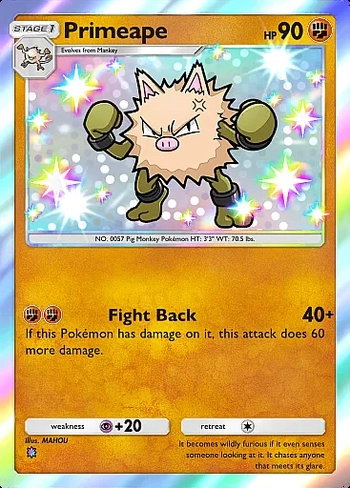 STAGE 1
Primeape
HP 90
Evolves from Mankey
NO. 0057 Pig Monkey Pokémon HT: 3'3" WT: 70.5 lbs.
Fight Back 40+
If this Pokémon has damage on it, this attack does 60
more damage.
weakness +20
retreat
Illus. MAHOU
It becomes wildly furious if it even senses
someone looking at it. It chases anyone
that meets its glare.